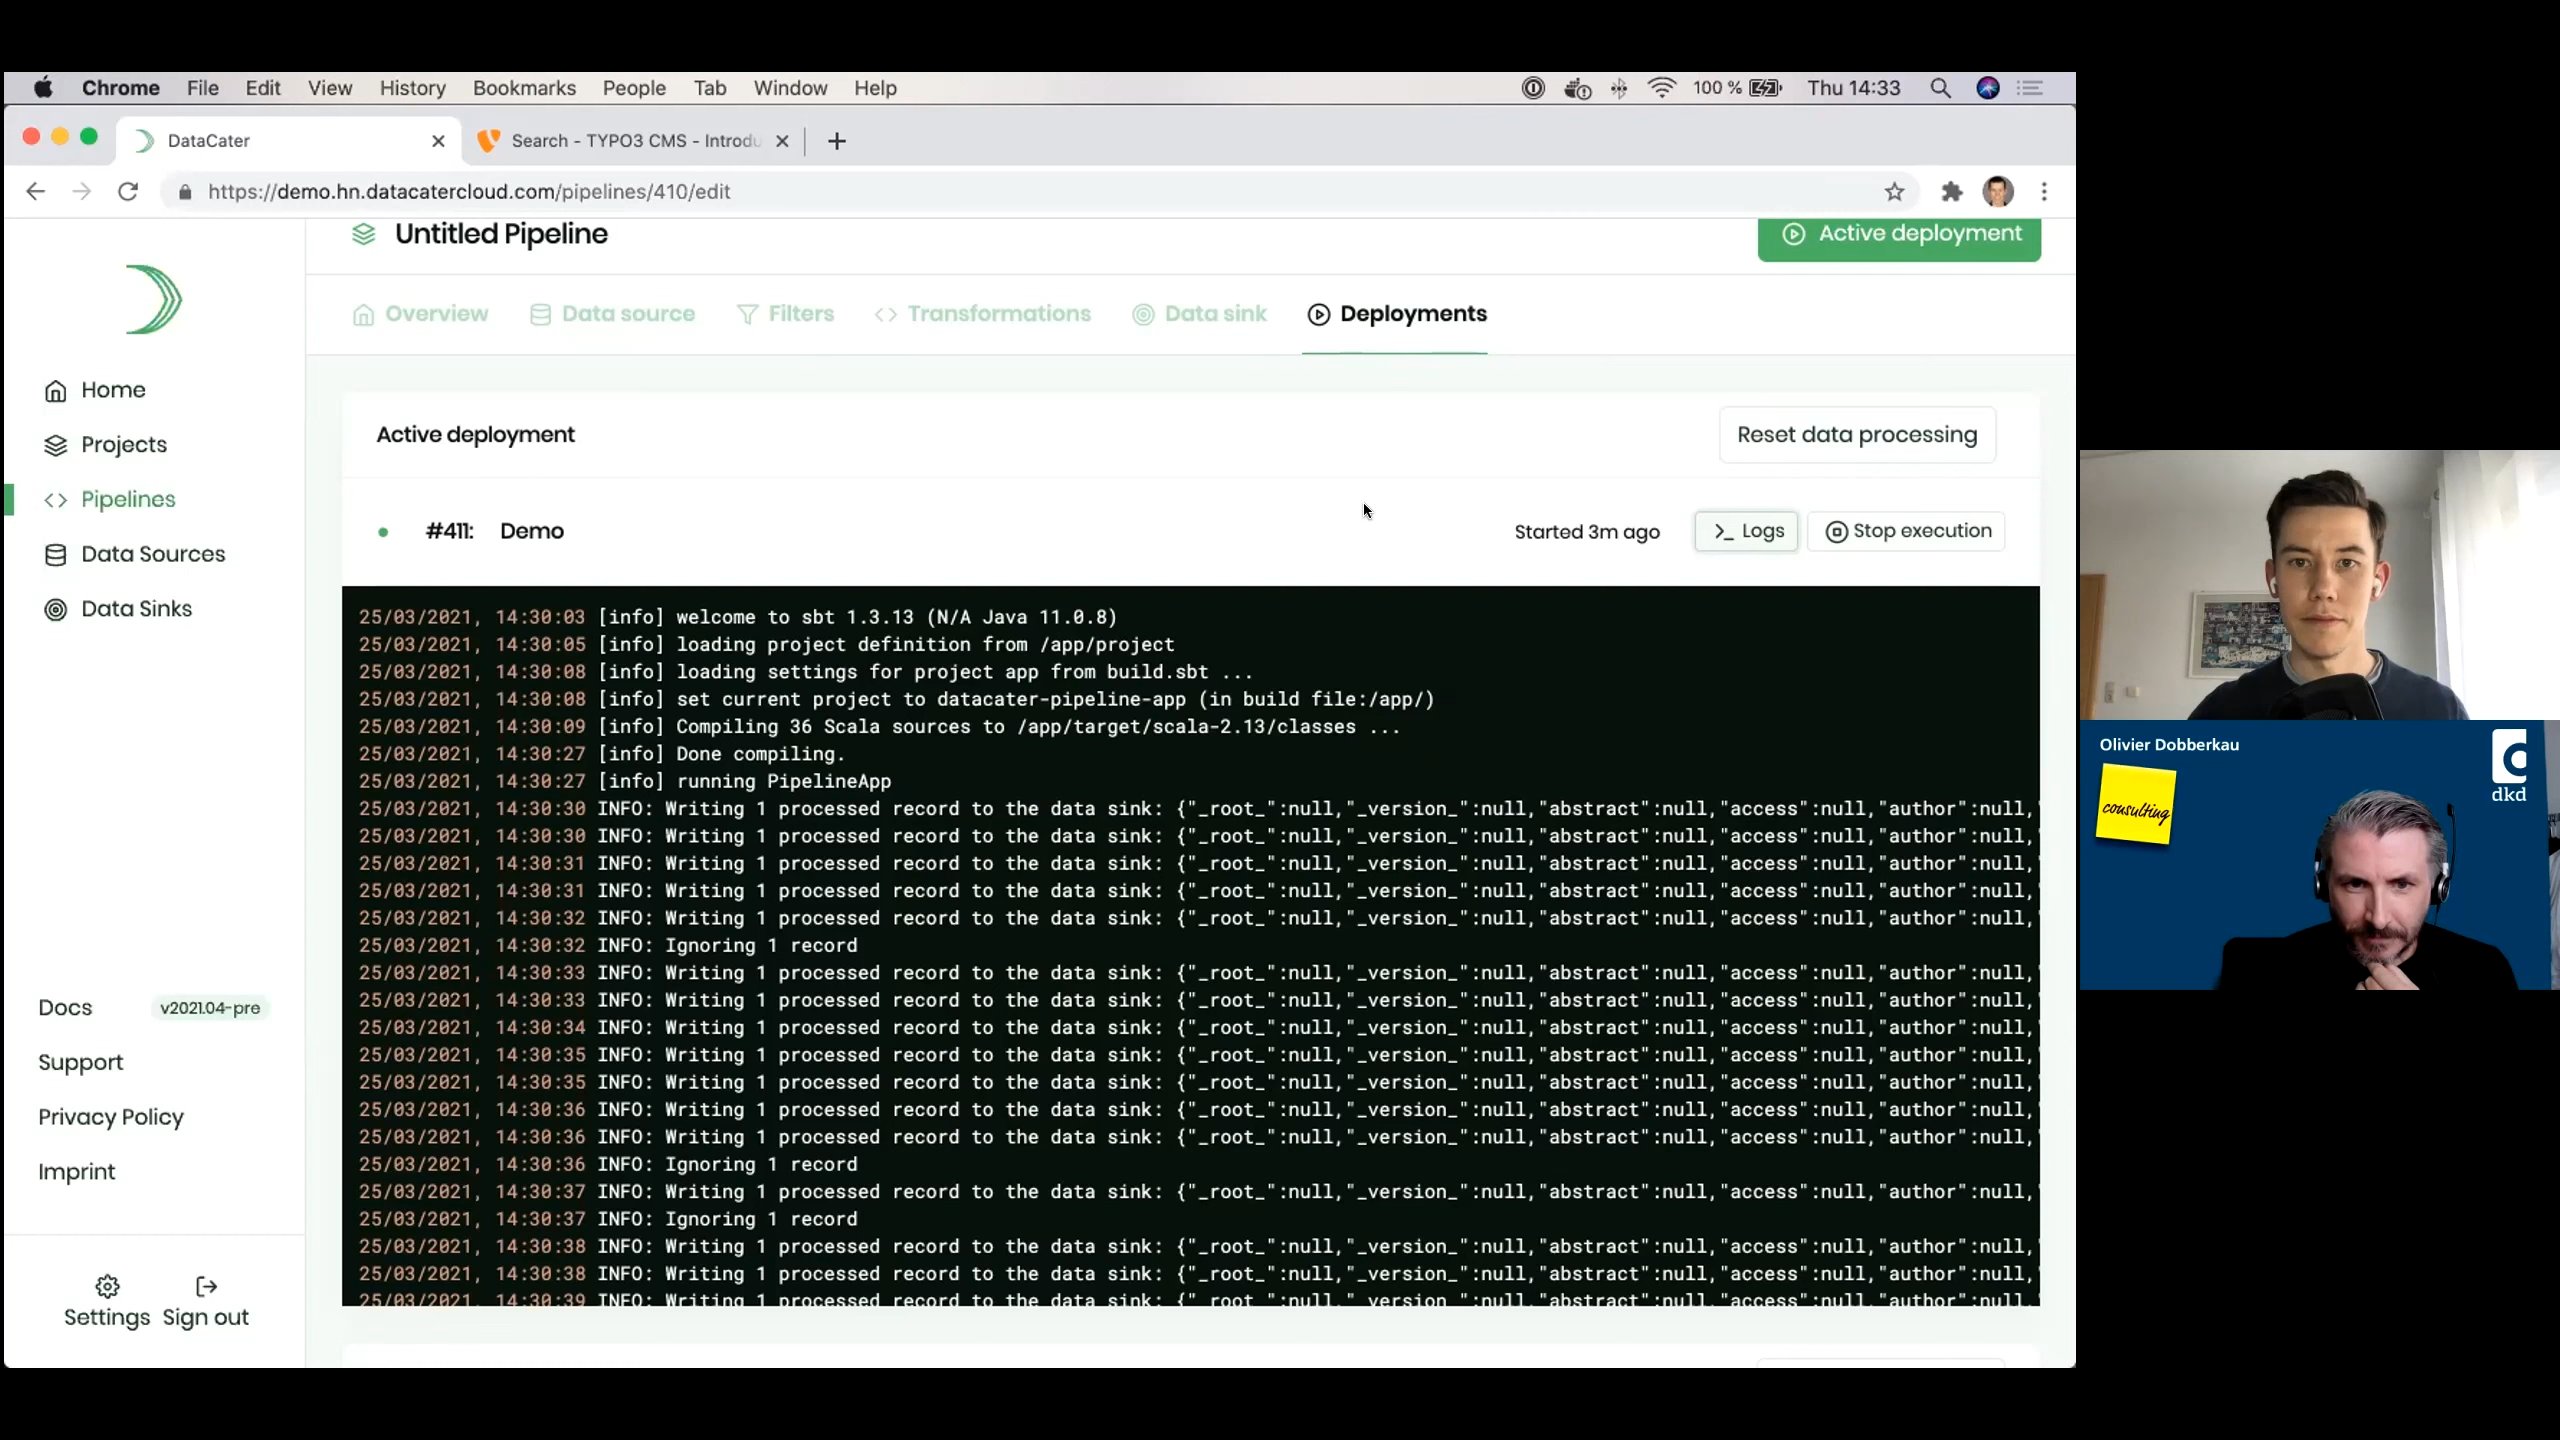 Chrome File Edit View History Bookmarks People Tab Window Help 100 % Thu 14:33
DataCater Search - TYPO3 CMS - Introdu
https://demo.hn.datacatercloud.com/pipelines/410/edit
Untitled Pipeline Active deployment
Overview Data source Filters Transformations Data sink Deployments
Home
Projects
Pipelines
Data Sources
Data Sinks
Docs v2021.04-pre
Support
Privacy Policy
Imprint
Settings Sign out
Active deployment Reset data processing
#411: Demo Started 3m ago >_ Logs Stop execution
25/03/2021, 14:30:03 [info] welcome to sbt 1.3.13 (N/A Java 11.0.8)
25/03/2021, 14:30:05 [info] loading project definition from /app/project
25/03/2021, 14:30:08 [info] loading settings for project app from build.sbt ...
25/03/2021, 14:30:08 [info] set current project to datacater-pipeline-app (in build file:/app/)
25/03/2021, 14:30:09 [info] Compiling 36 Scala sources to /app/target/scala-2.13/classes ...
25/03/2021, 14:30:27 [info] Done compiling.
25/03/2021, 14:30:27 [info] running PipelineApp
25/03/2021, 14:30:30 INFO: Writing 1 processed record to the data sink: {"_root_":null,"_version_":null,"abstract":null,"access":null,"author":null,
25/03/2021, 14:30:30 INFO: Writing 1 processed record to the data sink: {"_root_":null,"_version_":null,"abstract":null,"access":null,"author":null,
25/03/2021, 14:30:31 INFO: Writing 1 processed record to the data sink: {"_root_":null,"_version_":null,"abstract":null,"access":null,"author":null,
25/03/2021, 14:30:31 INFO: Writing 1 processed record to the data sink: {"_root_":null,"_version_":null,"abstract":null,"access":null,"author":null,
25/03/2021, 14:30:32 INFO: Writing 1 processed record to the data sink: {"_root_":null,"_version_":null,"abstract":null,"access":null,"author":null,
25/03/2021, 14:30:32 INFO: Ignoring 1 record
25/03/2021, 14:30:33 INFO: Writing 1 processed record to the data sink: {"_root_":null,"_version_":null,"abstract":null,"access":null,"author":null,
25/03/2021, 14:30:33 INFO: Writing 1 processed record to the data sink: {"_root_":null,"_version_":null,"abstract":null,"access":null,"author":null,
25/03/2021, 14:30:34 INFO: Writing 1 processed record to the data sink: {"_root_":null,"_version_":null,"abstract":null,"access":null,"author":null,
25/03/2021, 14:30:35 INFO: Writing 1 processed record to the data sink: {"_root_":null,"_version_":null,"abstract":null,"access":null,"author":null,
25/03/2021, 14:30:35 INFO: Writing 1 processed record to the data sink: {"_root_":null,"_version_":null,"abstract":null,"access":null,"author":null,
25/03/2021, 14:30:36 INFO: Writing 1 processed record to the data sink: {"_root_":null,"_version_":null,"abstract":null,"access":null,"author":null,
25/03/2021, 14:30:36 INFO: Writing 1 processed record to the data sink: {"_root_":null,"_version_":null,"abstract":null,"access":null,"author":null,
25/03/2021, 14:30:36 INFO: Ignoring 1 record
25/03/2021, 14:30:37 INFO: Writing 1 processed record to the data sink: {"_root_":null,"_version_":null,"abstract":null,"access":null,"author":null,
25/03/2021, 14:30:37 INFO: Ignoring 1 record
25/03/2021, 14:30:38 INFO: Writing 1 processed record to the data sink: {"_root_":null,"_version_":null,"abstract":null,"access":null,"author":null,
25/03/2021, 14:30:38 INFO: Writing 1 processed record to the data sink: {"_root_":null,"_version_":null,"abstract":null,"access":null,"author":null,
25/03/2021, 14:30:39 INFO: Writing 1 processed record to the data sink: {"_root_":null,"_version_":null,"abstract":null,"access":null,"author":null,
Olivier Dobberkau
consulting
dkd